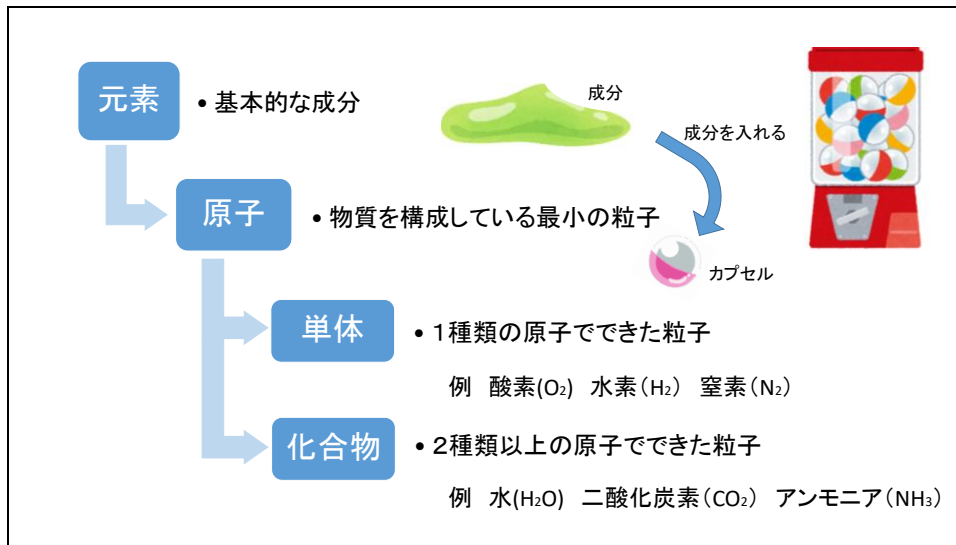 元素
• 基本的な成分
成分
成分を入れる
原子
• 物質を構成している最小の粒子
カプセル
単体
• １種類の原子でできた粒子
例　酸素(O₂)　水素（H₂）　窒素（N₂）
化合物
• ２種類以上の原子でできた粒子
例　水(H₂O)　二酸化炭素（CO₂）　アンモニア（NH₃）